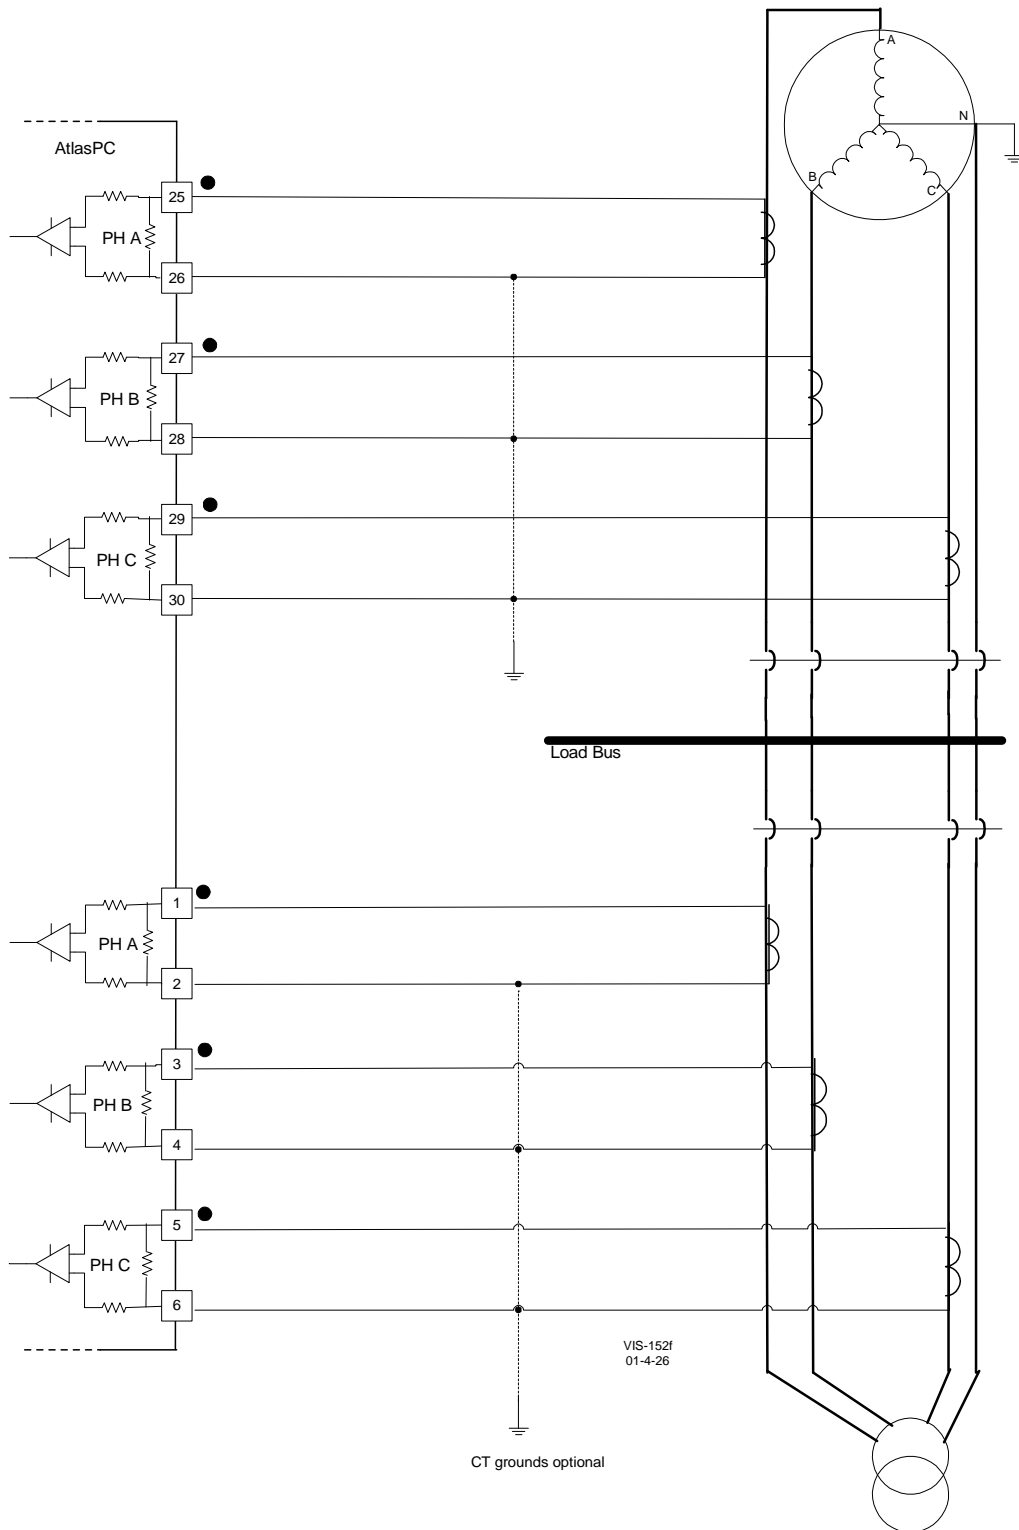 A
N
AtlasPC
B
C
25
PH A
26
27
PH B
28
29
PH C
30
Load Bus
1
PH A
2
3
PH B
4
5
PH C
6
VIS-152f
01-4-26
CT grounds optional